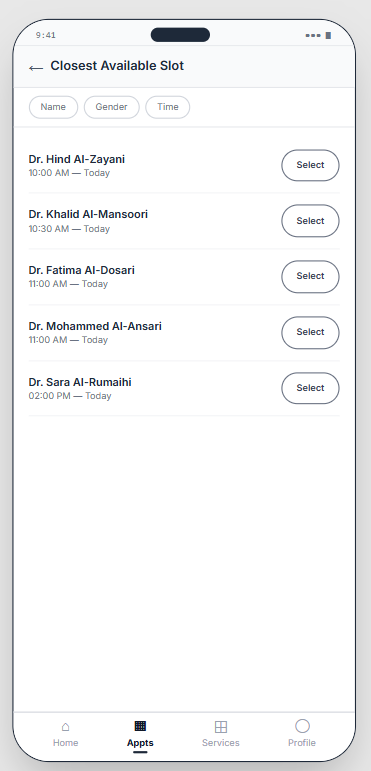 9:41
← Closest Available Slot
Name Gender Time
Dr. Hind Al-Zayani
10:00 AM — Today
Select
Dr. Khalid Al-Mansoori
10:30 AM — Today
Select
Dr. Fatima Al-Dosari
11:00 AM — Today
Select
Dr. Mohammed Al-Ansari
11:00 AM — Today
Select
Dr. Sara Al-Rumaihi
02:00 PM — Today
Select
Home Appts Services Profile